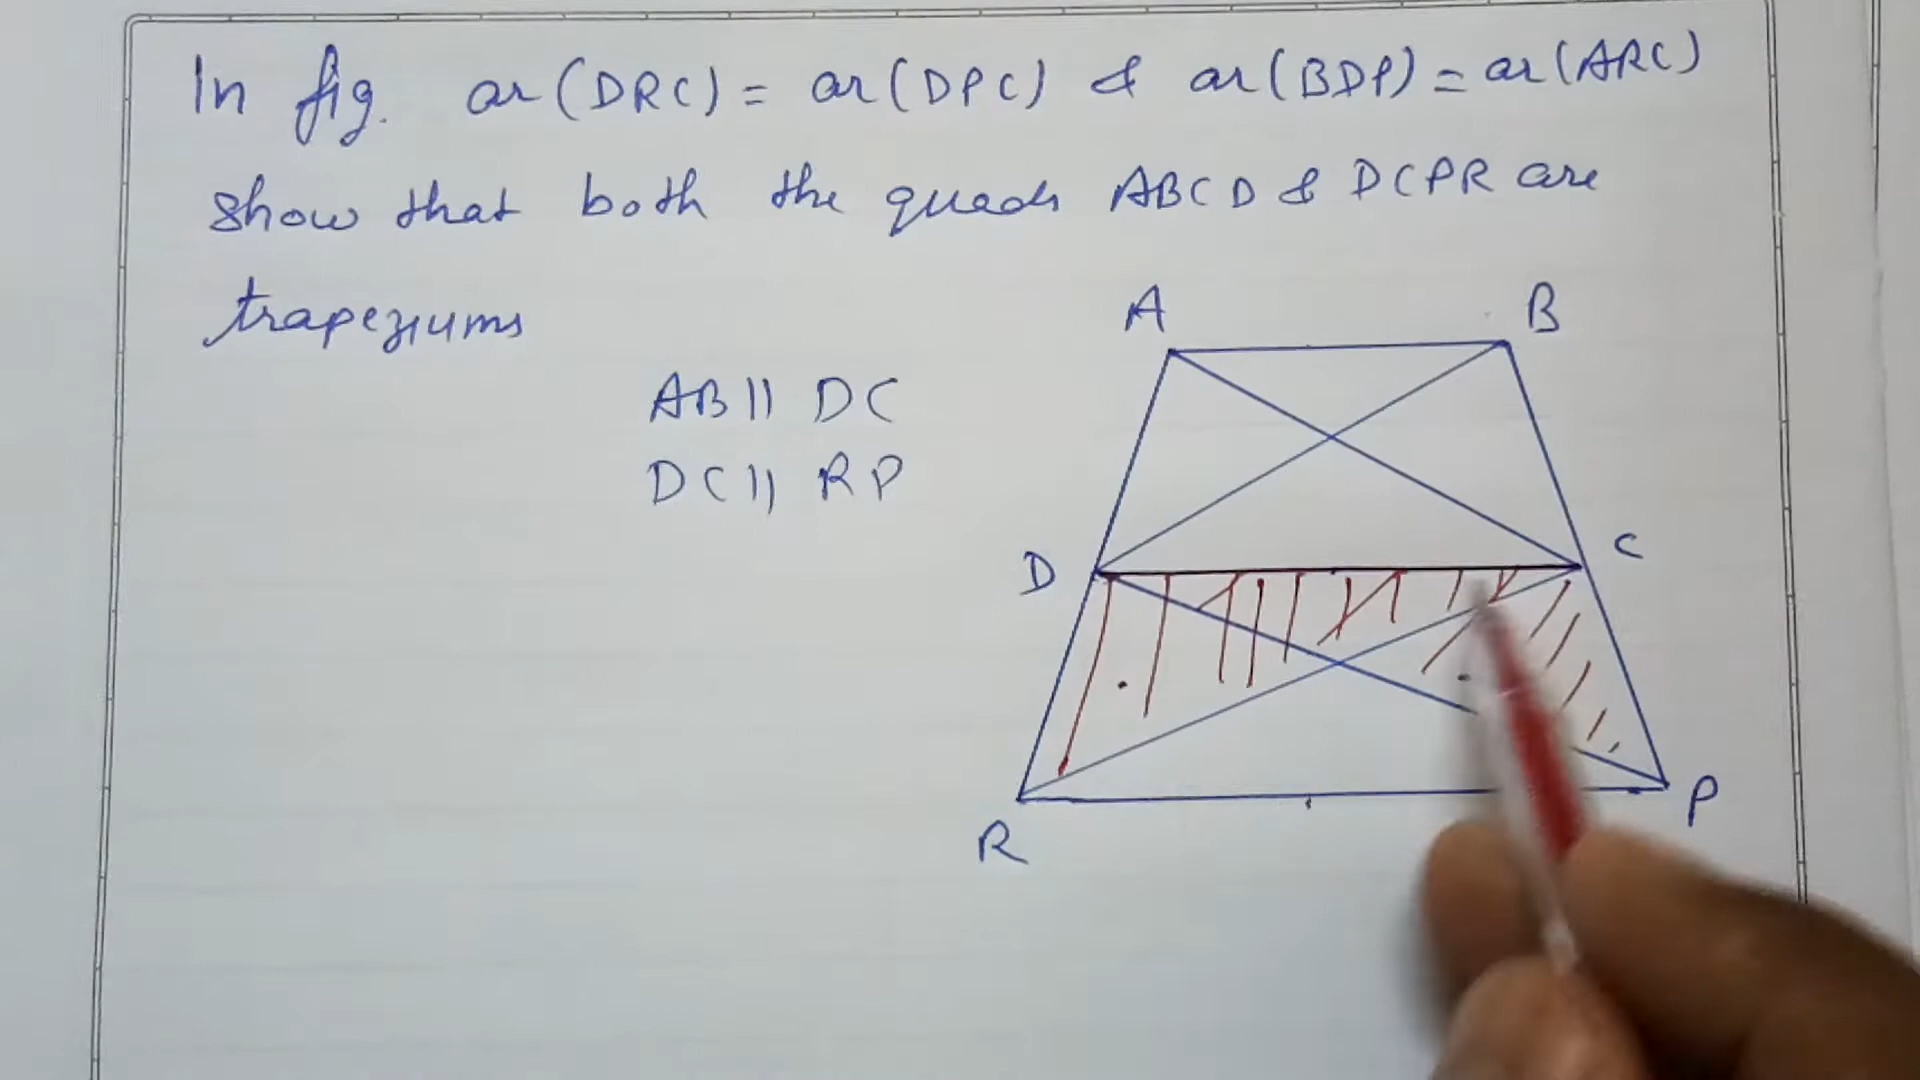 In fig. ar(DRC) = ar(DPC) & ar(BDP) = ar(ARC)
show that both the quads ABCD & DCPR are
trapeziums
A B
AB || DC
DC || RP
D C
R P